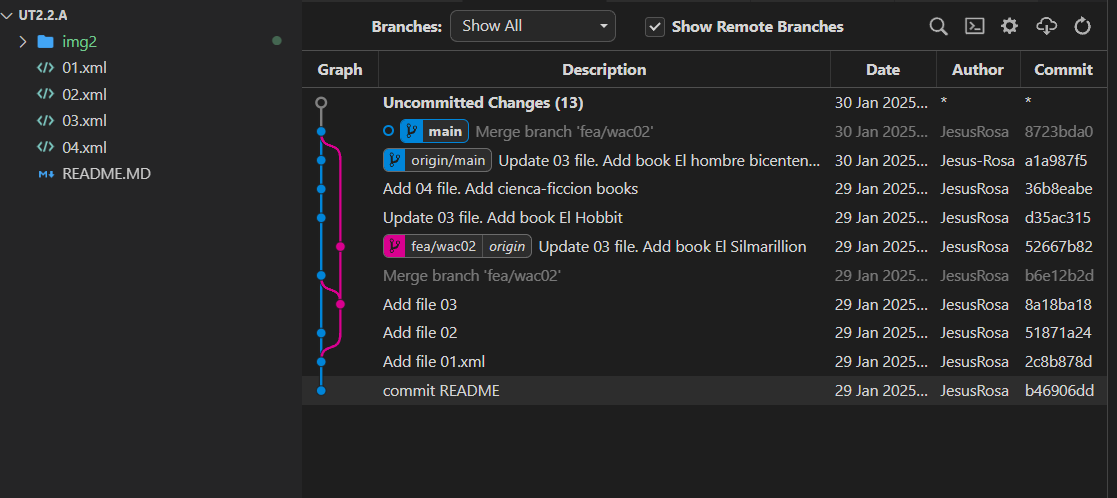 UT2.2.A
img2
01.xml
02.xml
03.xml
04.xml
README.MD
Branches: Show All Show Remote Branches
Graph Description Date Author Commit
Uncommitted Changes (13) 30 Jan 2025... * *
main Merge branch 'fea/wac02' 30 Jan 2025... JesusRosa 8723bda0
origin/main Update 03 file. Add book El hombre bicenten... 30 Jan 2025... Jesus-Rosa a1a987f5
Add 04 file. Add cienca-ficcion books 29 Jan 2025... JesusRosa 36b8eabe
Update 03 file. Add book El Hobbit 29 Jan 2025... JesusRosa d35ac315
fea/wac02 origin Update 03 file. Add book El Silmarillion 29 Jan 2025... JesusRosa 52667b82
Merge branch 'fea/wac02' 29 Jan 2025... JesusRosa b6e12b2d
Add file 03 29 Jan 2025... JesusRosa 8a18ba18
Add file 02 29 Jan 2025... JesusRosa 51871a24
Add file 01.xml 29 Jan 2025... JesusRosa 2c8b878d
commit README 29 Jan 2025... JesusRosa b46906dd